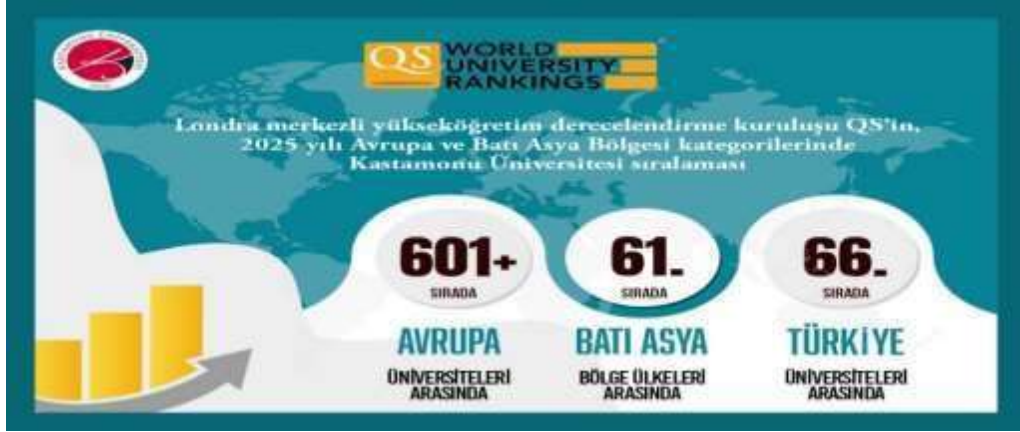 QS WORLD
UNIVERSITY
RANKINGS
Londra merkezli yükseköğretim derecelendirme kuruluşu QS'in,
2025 yılı Avrupa ve Batı Asya Bölgesi kategorilerinde
Kastamonu Üniversitesi sıralaması
601+
SIRADA
AVRUPA
ÜNİVERSİTELERİ
ARASINDA
61.
SIRADA
BATI ASYA
BÖLGE ÜLKELERİ
ARASINDA
66.
SIRADA
TÜRKİYE
ÜNİVERSİTELERİ
ARASINDA